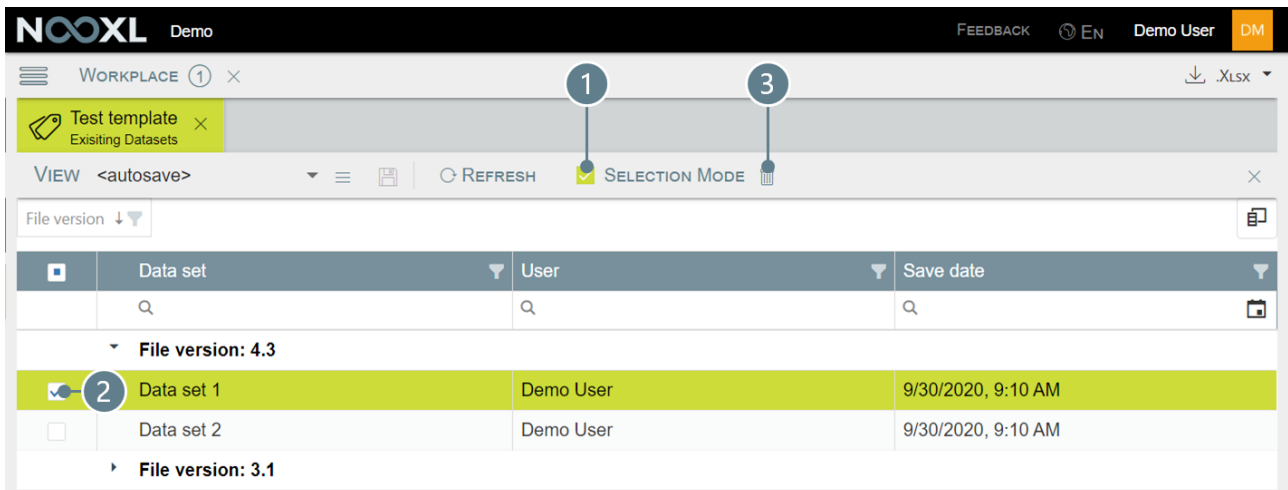 NOOXL Demo FEEDBACK EN Demo User DM
WORKPLACE 1 .XLSX
1 3
Test template
Exisiting Datasets
VIEW <autosave> REFRESH SELECTION MODE
File version
Data set User Save date
File version: 4.3
2 Data set 1 Demo User 9/30/2020, 9:10 AM
Data set 2 Demo User 9/30/2020, 9:10 AM
File version: 3.1